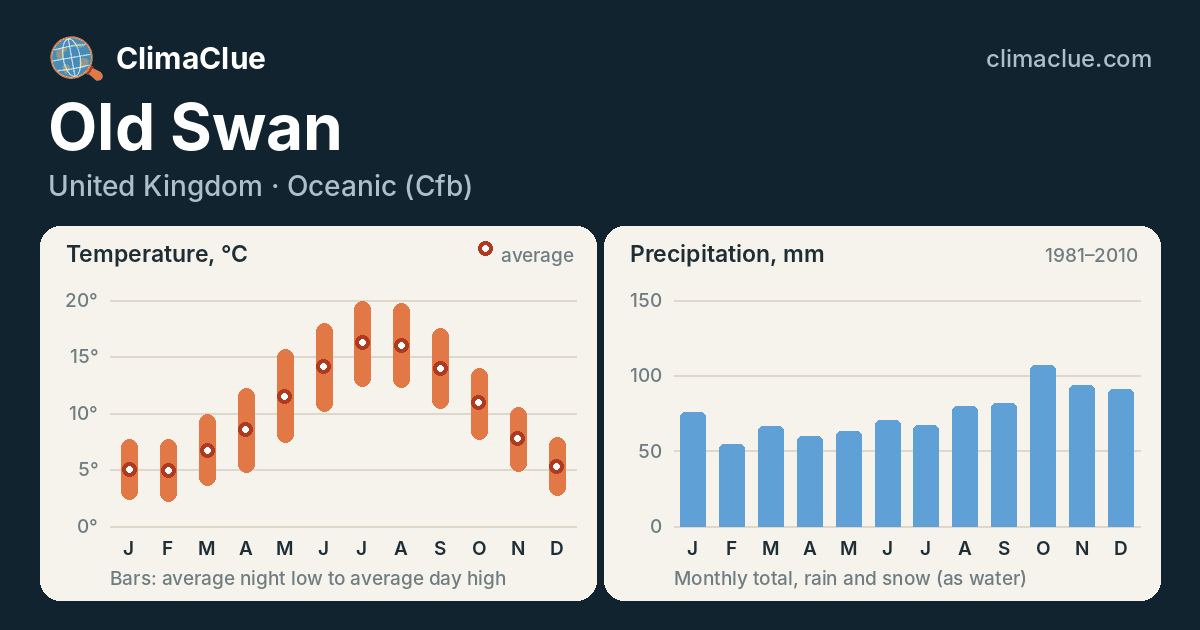 ClimaClue
climaclue.com
Old Swan
United Kingdom · Oceanic (Cfb)
Temperature, °C
average
20°
15°
10°
5°
0°
J F M A M J J A S O N D
Bars: average night low to average day high
Precipitation, mm
1981–2010
150
100
50
0
J F M A M J J A S O N D
Monthly total, rain and snow (as water)